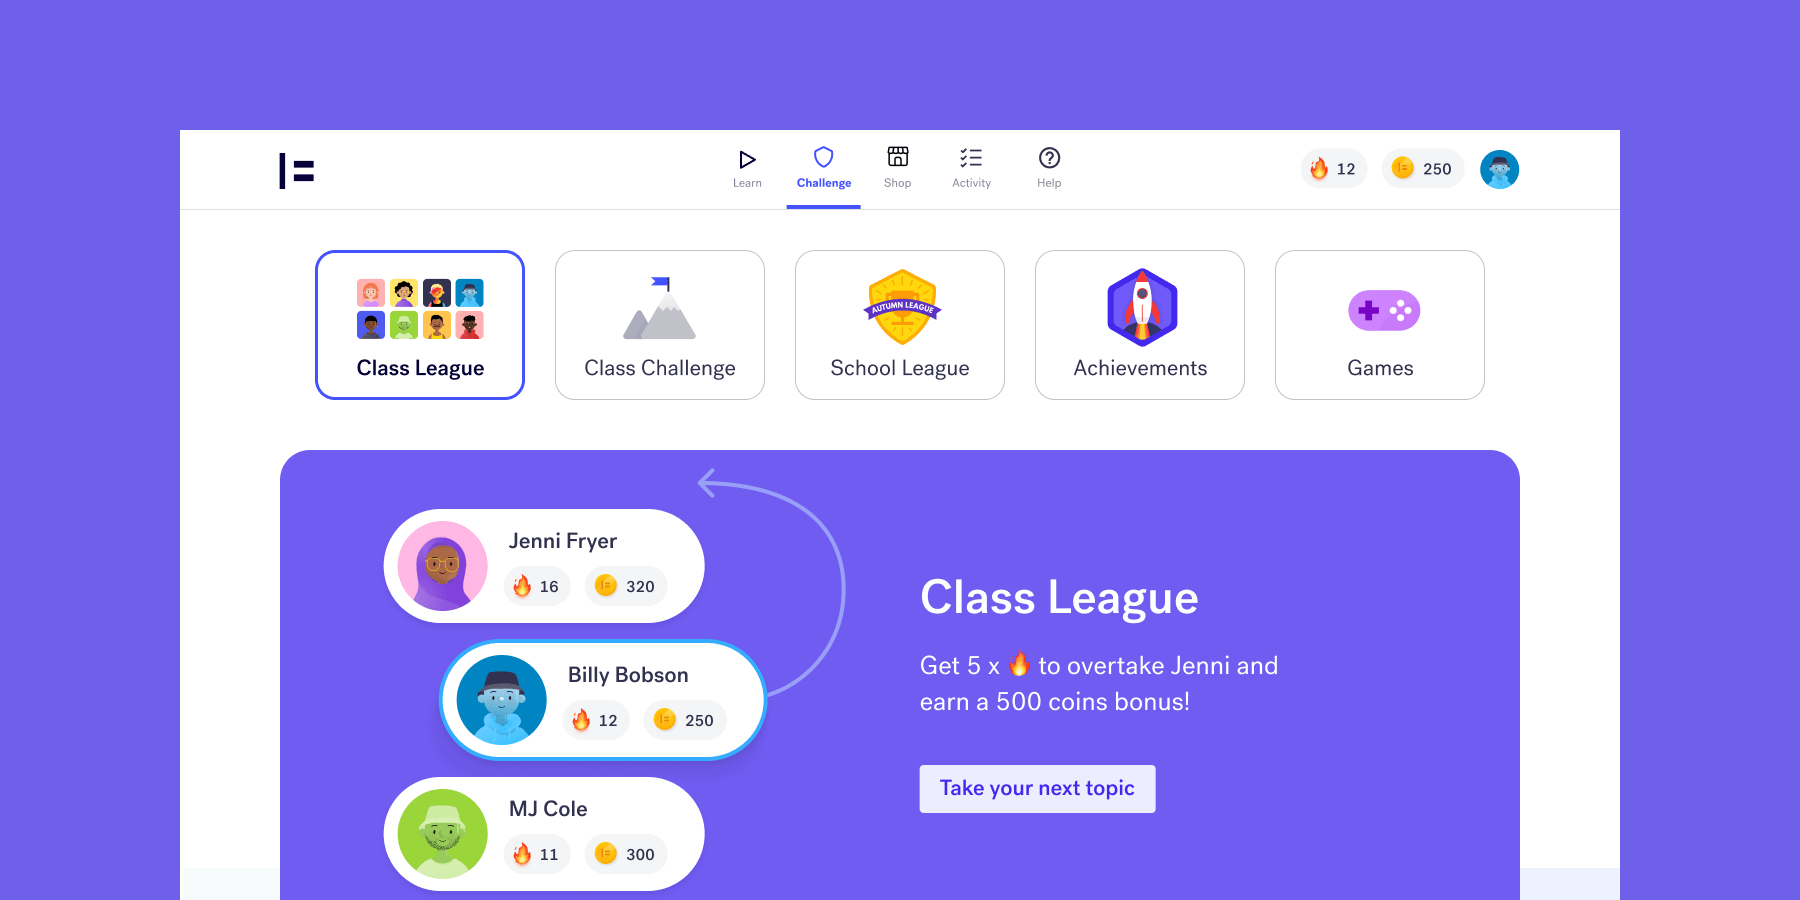 Learn
Challenge
Shop
Activity
Help
12
250
Class League
Class Challenge
AUTUMN LEAGUE
School League
Achievements
Games
Jenni Fryer
16
320
Billy Bobson
12
250
MJ Cole
11
300
Class League
Get 5 x 🔥 to overtake Jenni and
earn a 500 coins bonus!
Take your next topic